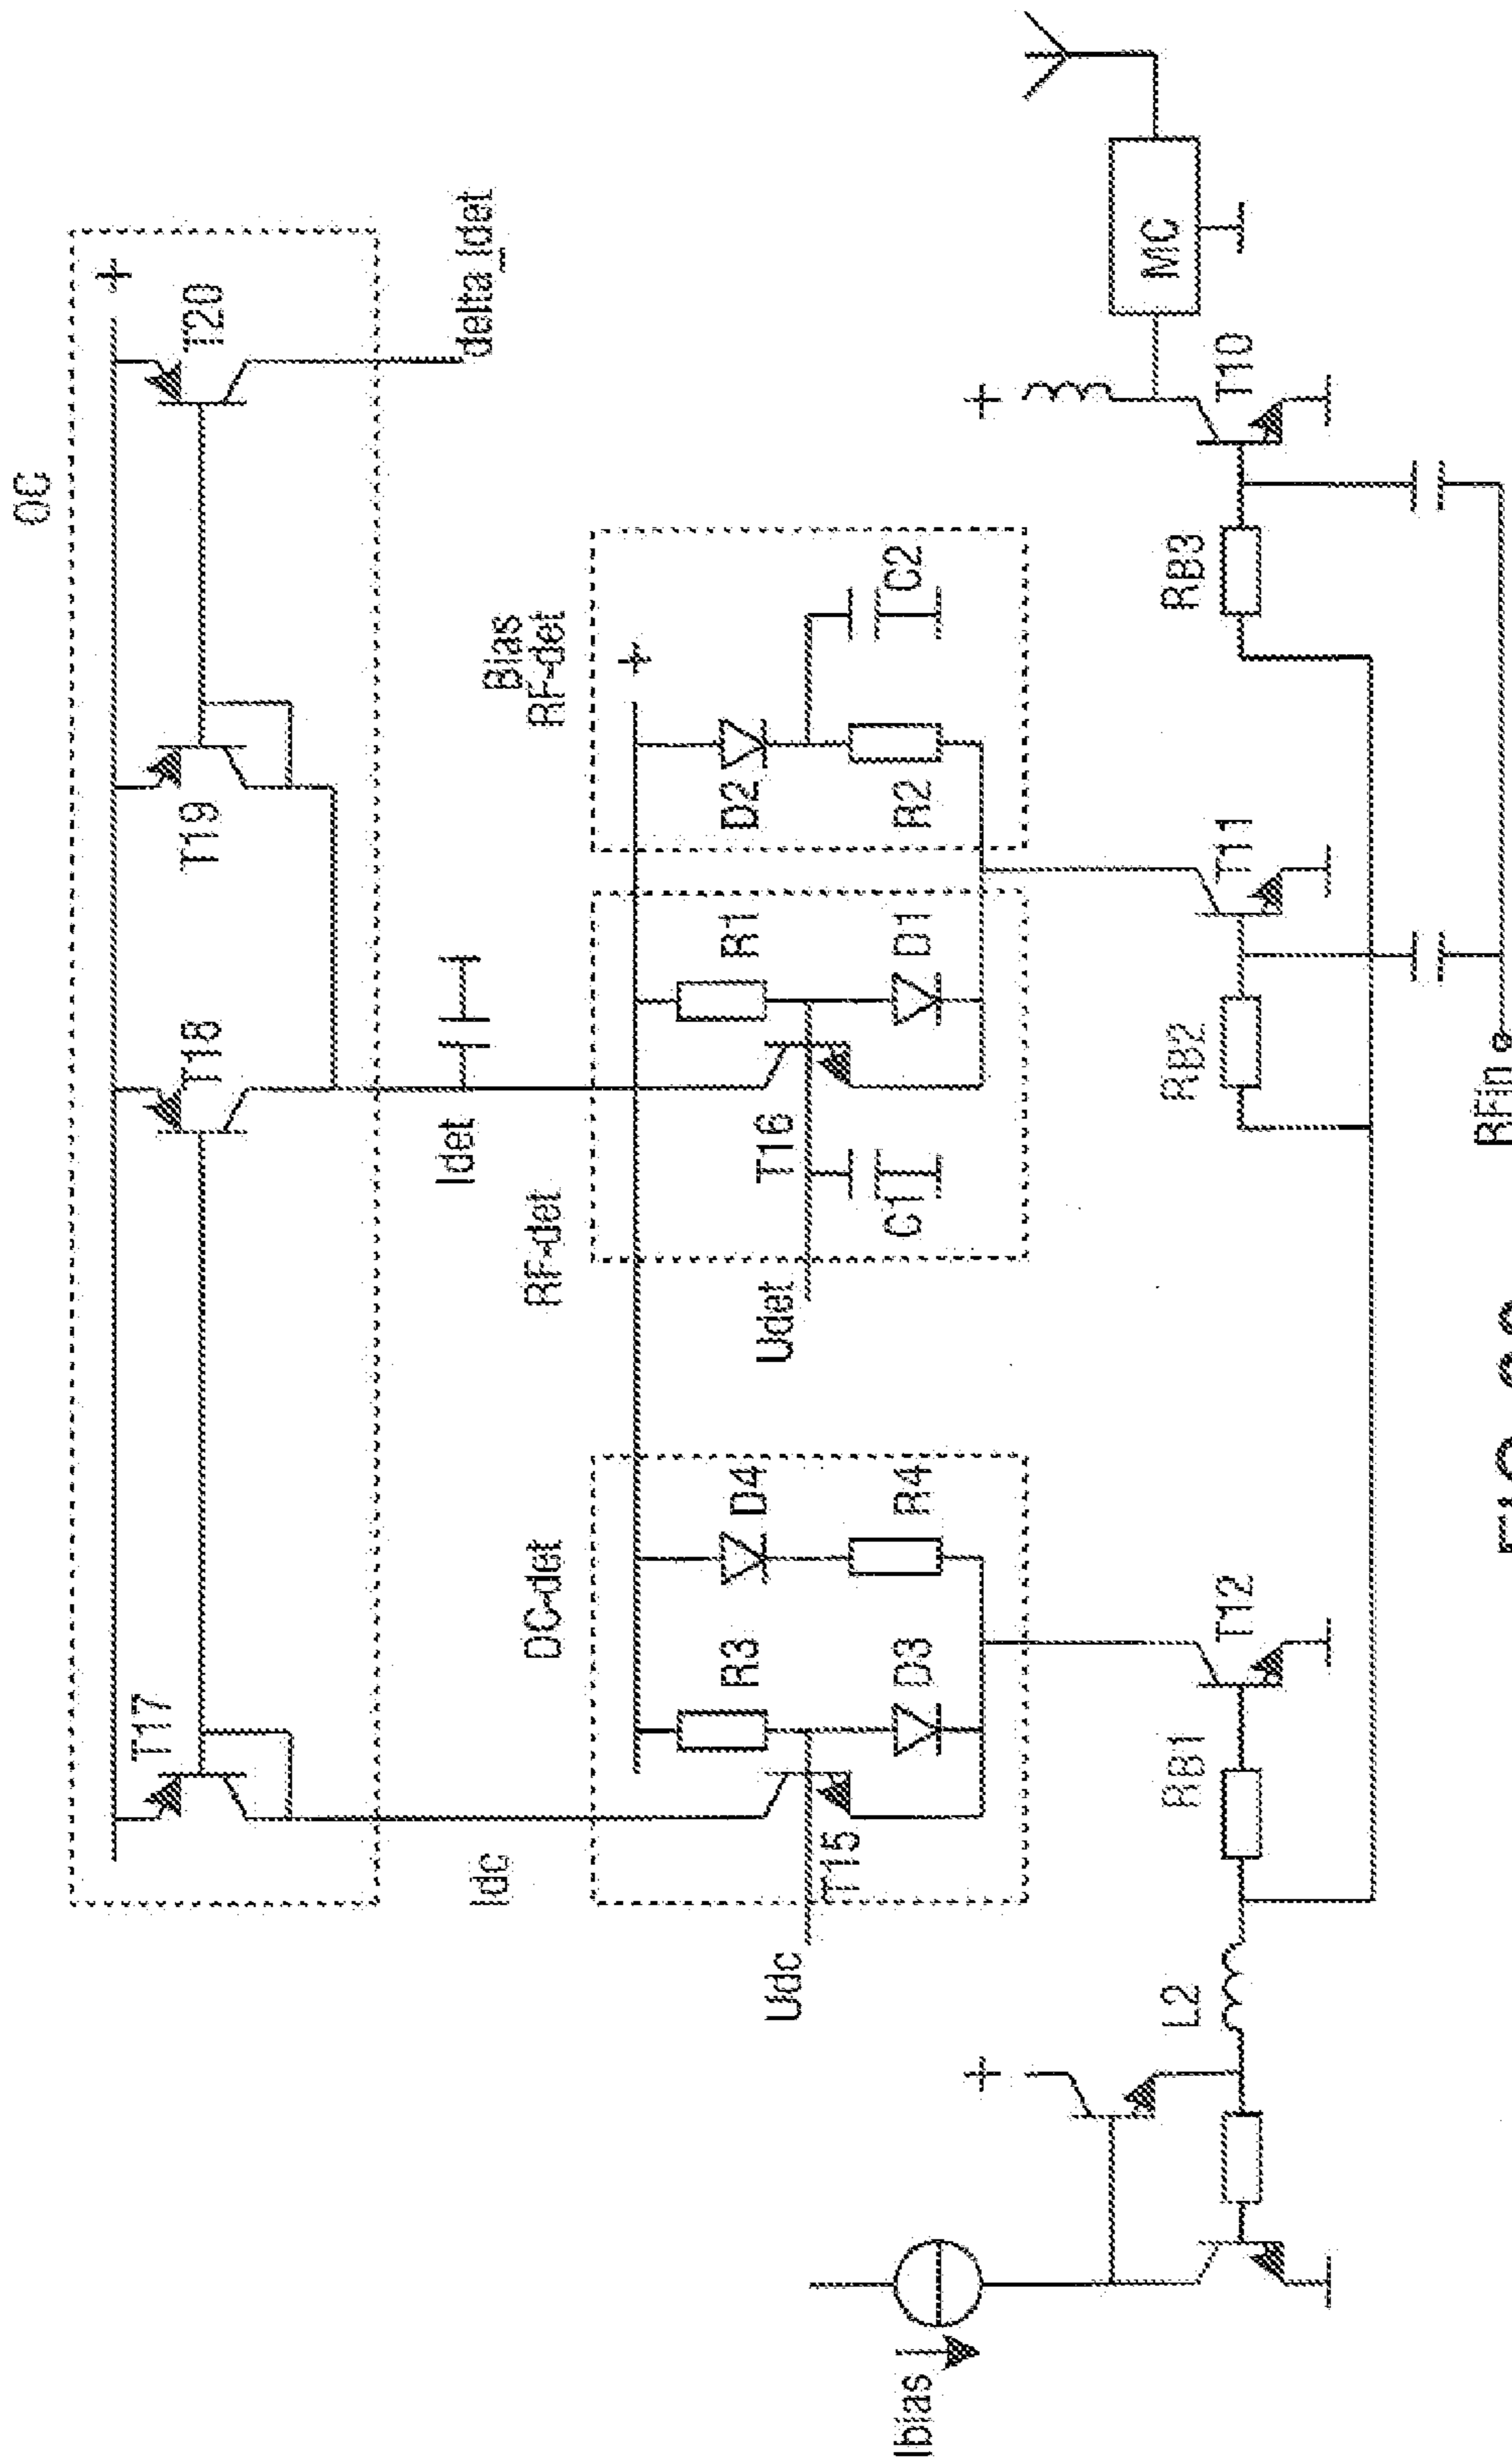 OC
+
T17
T18
T19
T20
Idc
Idet
delta_Idet
DC-det
RF-det
Bias
RF-det
+
R3
D4
R1
D2
C2
Udc
T15
D3
R4
Udet
T16
C1
D1
R2
+
+
MC
Ibias
L2
RB1
T12
RB2
T11
RB3
T10
RFin